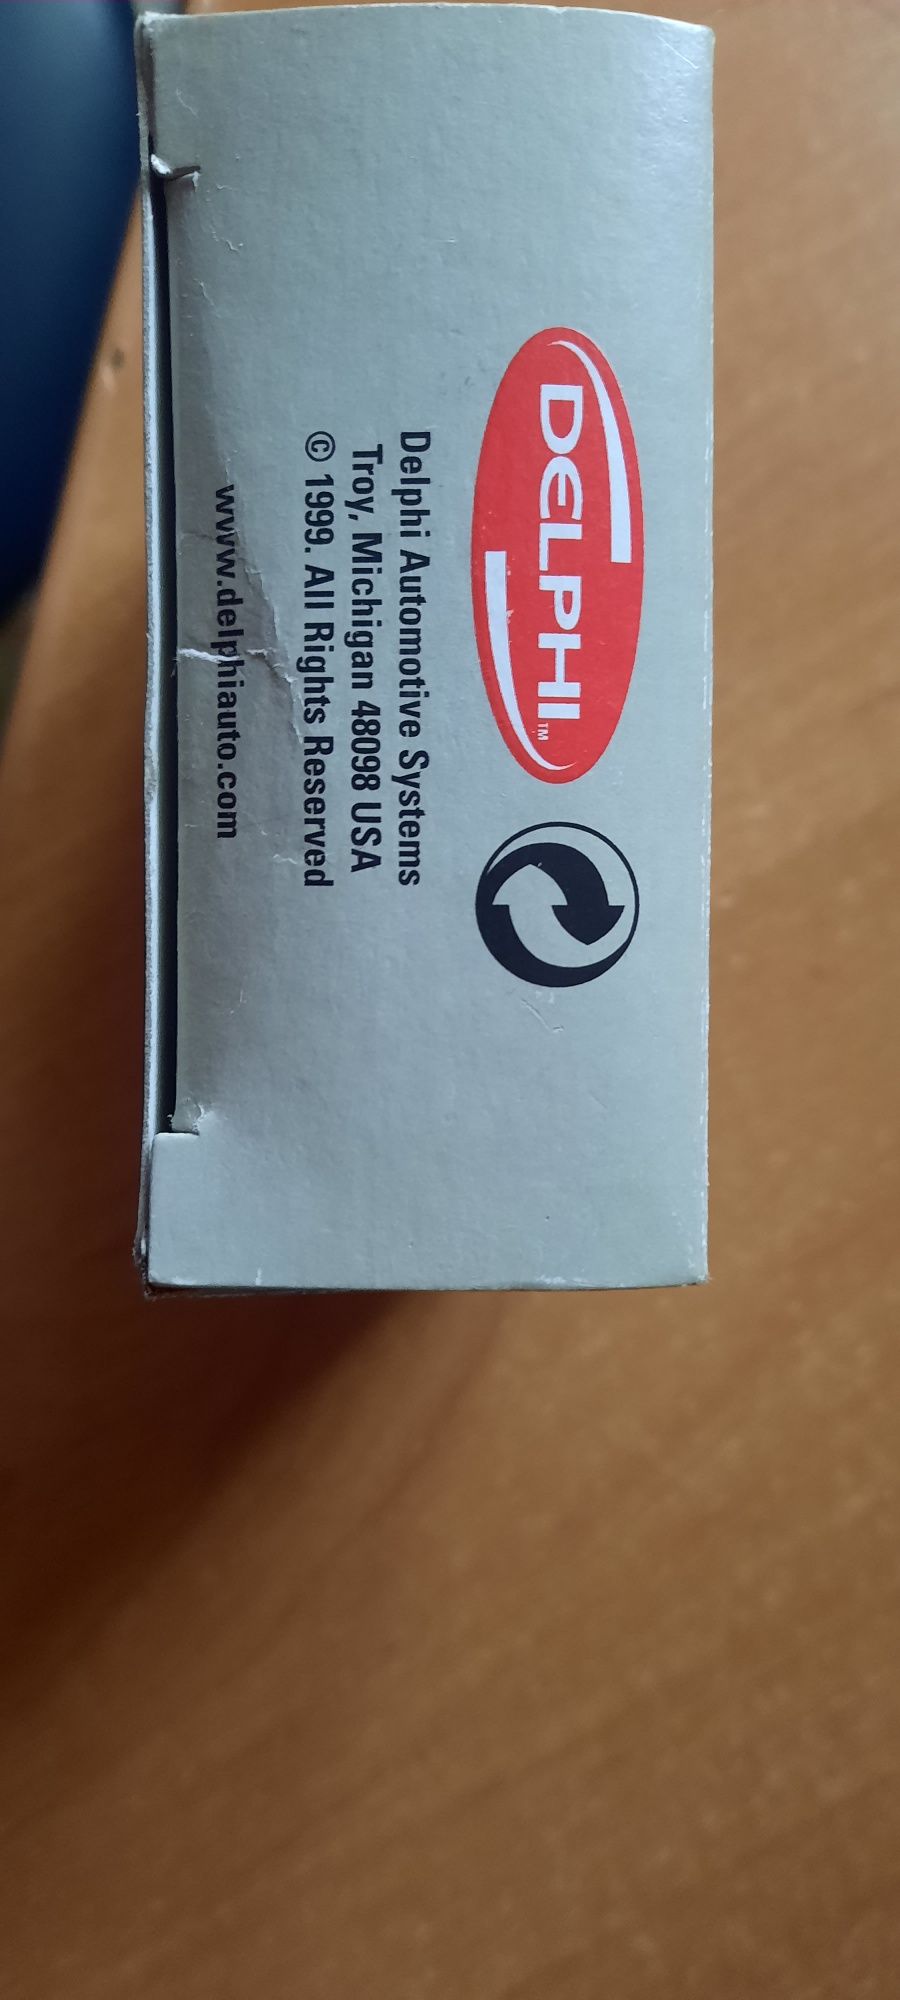 DELPHI™
Delphi Automotive Systems
Troy, Michigan 48098 USA
© 1999. All Rights Reserved
www.delphiauto.com